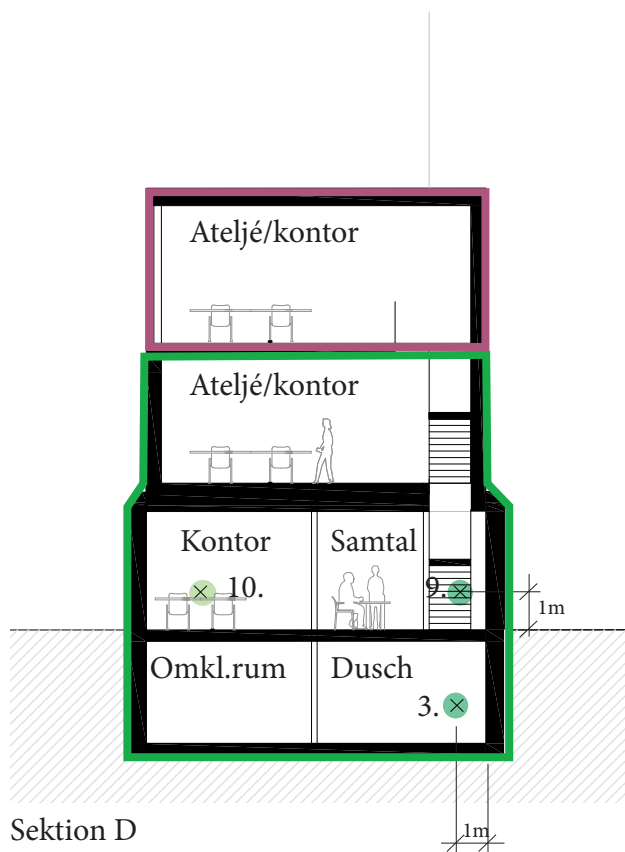 Ateljé/kontor
Ateljé/kontor
Kontor
Samtal
10.
9.
1m
Omkl.rum
Dusch
3.
1m
Sektion D